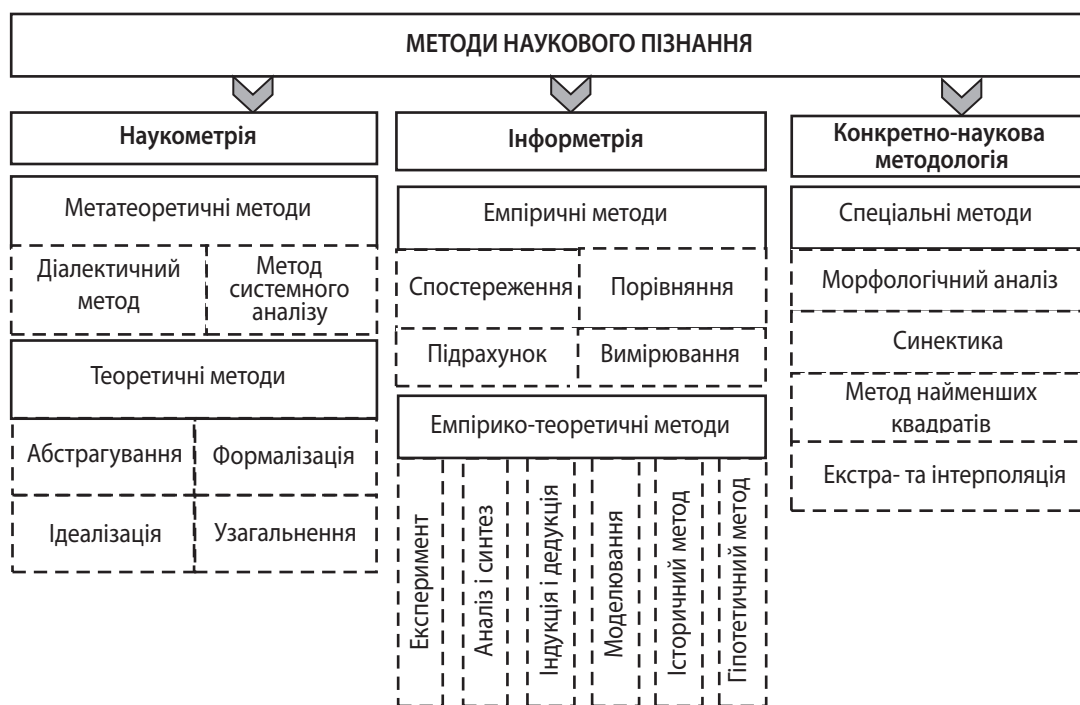 МЕТОДИ НАУКОВОГО ПІЗНАННЯ
Наукометрія
Метатеоретичні методи
Діалектичний
метод
Метод
системного
аналізу
Теоретичні методи
Абстрагування
Формалізація
Ідеалізація
Узагальнення
Інформетрія
Емпіричні методи
Спостереження
Порівняння
Підрахунок
Вимірювання
Емпірико-теоретичні методи
Експеримент
Аналіз і синтез
Індукція і дедукція
Моделювання
Історичний метод
Гіпотетичний метод
Конкретно-наукова
методологія
Спеціальні методи
Морфологічний аналіз
Синектика
Метод найменших
квадратів
Екстра- та інтерполяція